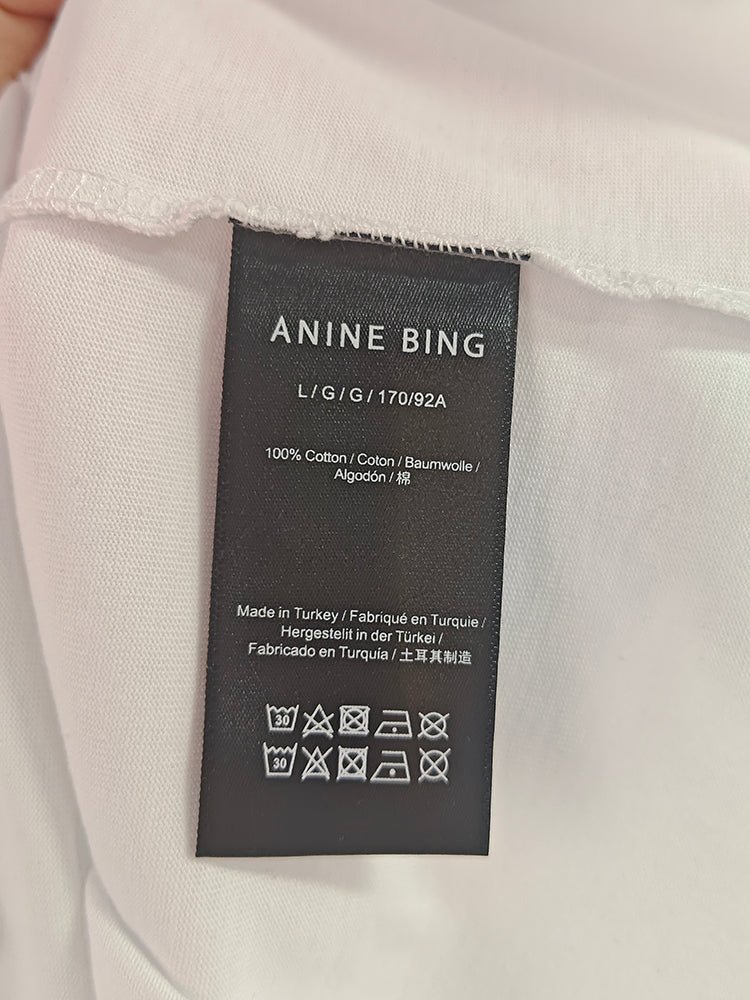 ANINE BING
L / G / G / 170/92A
100% Cotton / Coton / Baumwolle /
Algodón / 棉
Made in Turkey / Fabriqué en Turquie /
Hergestelit in der Türkei /
Fabricado en Turquía / 土耳其制造
30
30